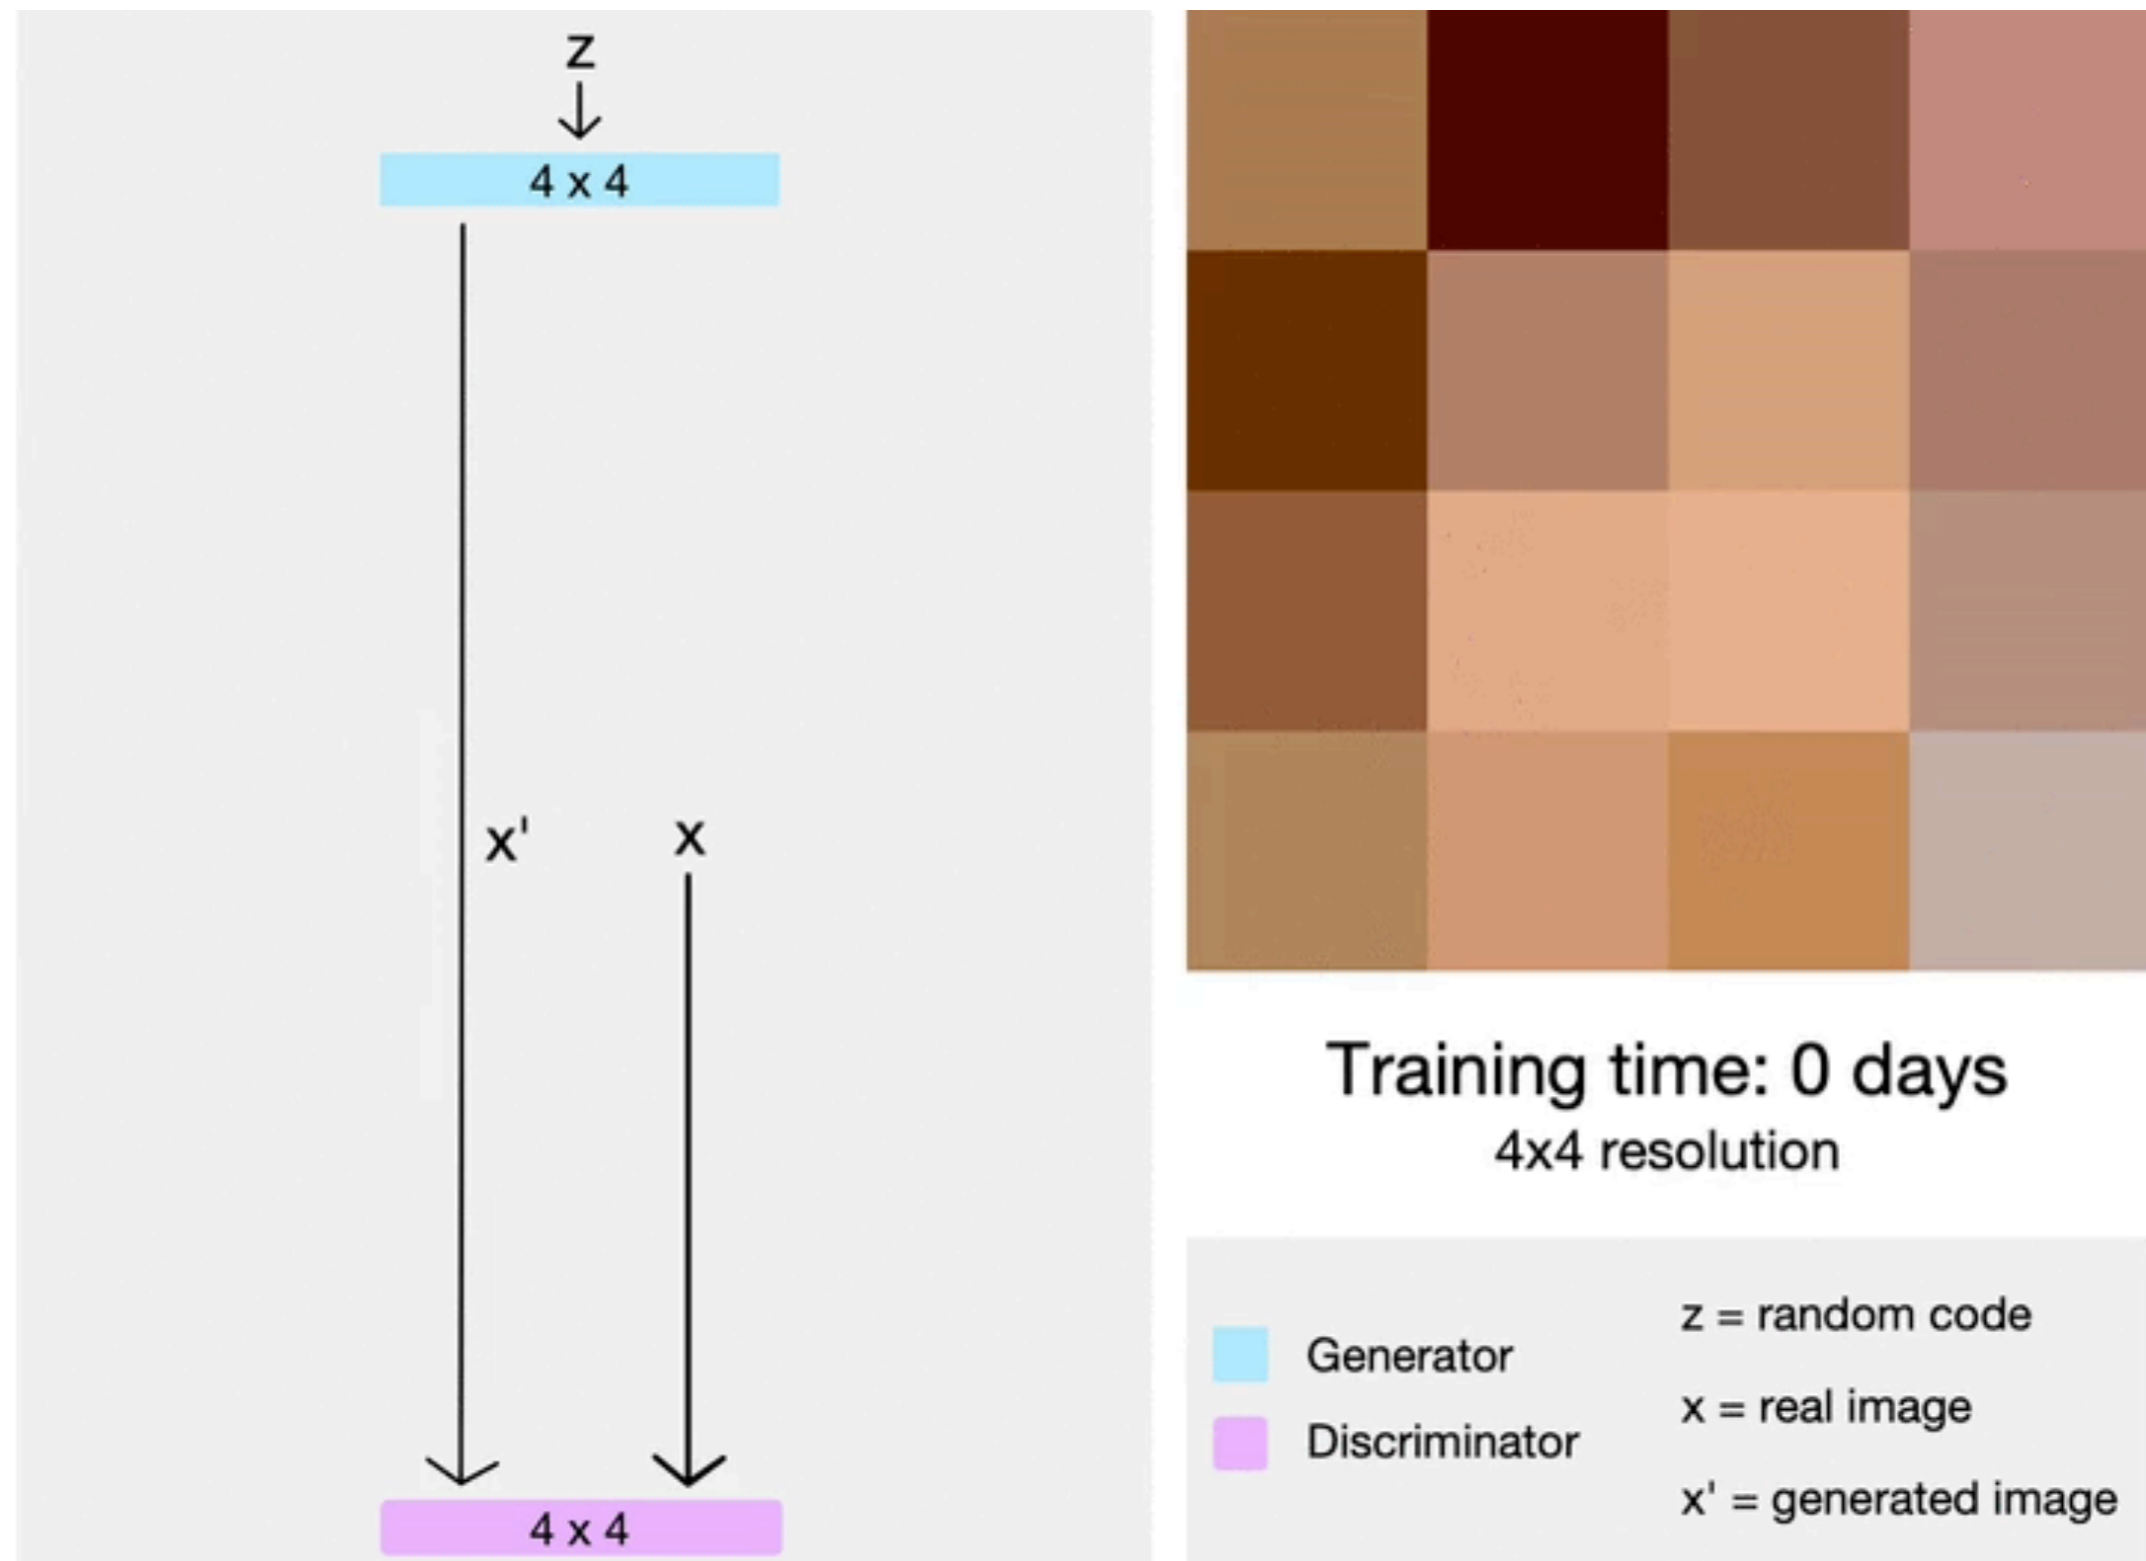 z
4 x 4
x'
x
4 x 4
Training time: 0 days
4x4 resolution
Generator
Discriminator
z = random code
x = real image
x' = generated image